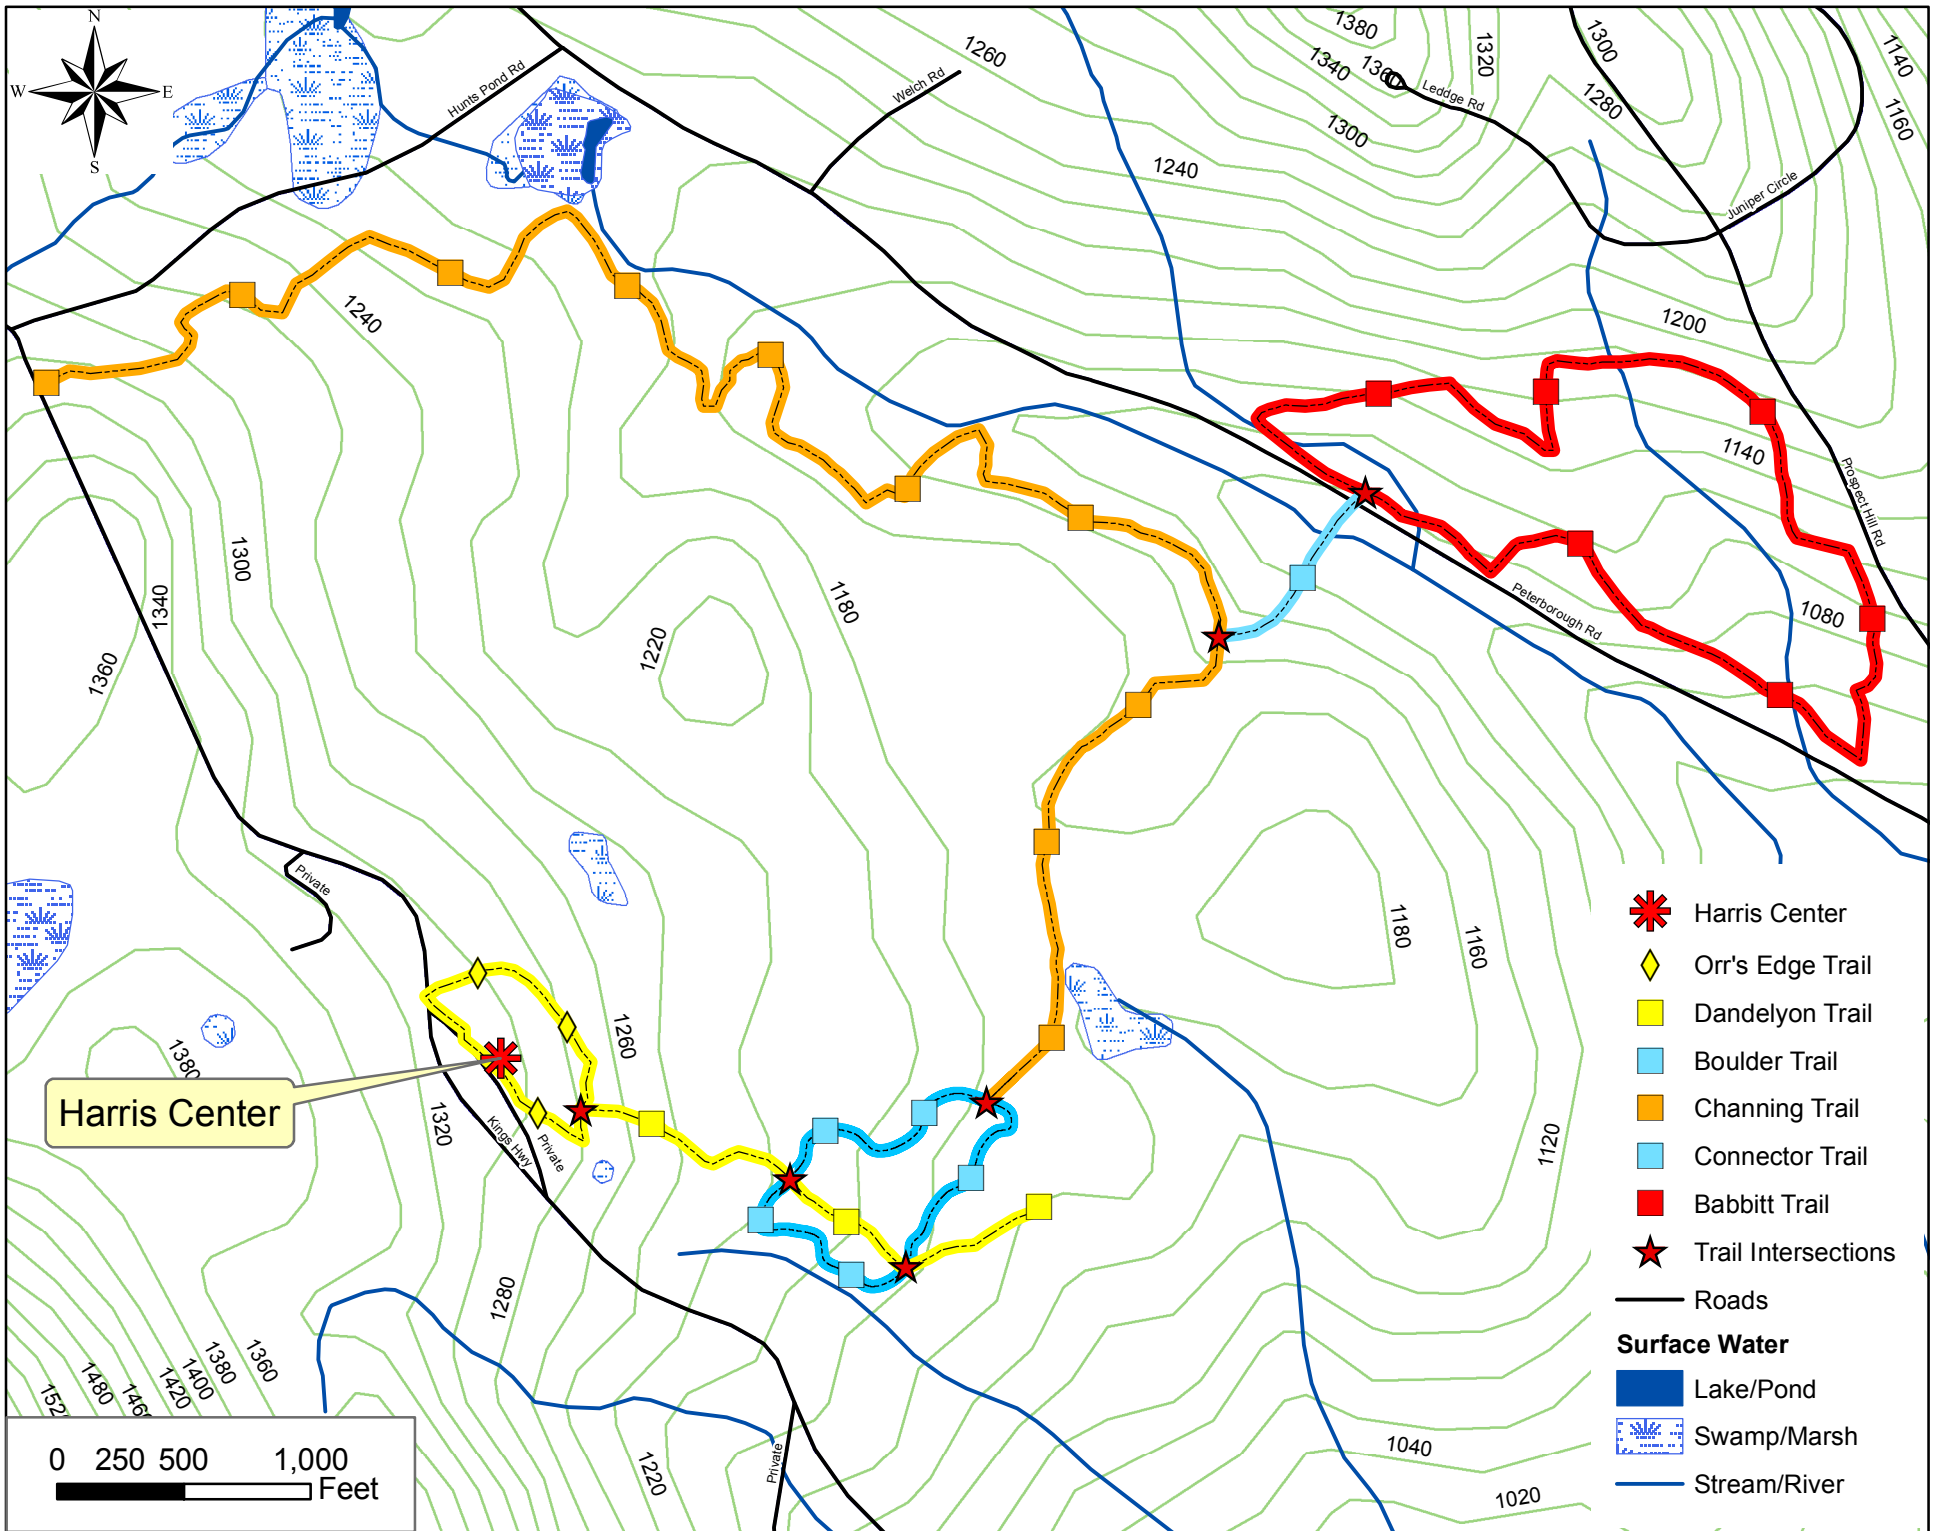 N
W E
S
Hunts Pond Rd
Welch Rd
1260
1380
1340
1360
1320
1300
1280
1140
1160
Leddge Rd
1300
1240
Juniper Circle
1240
1200
1140
Prospect Hill Rd
1300
1340
1180
1220
1360
Peterborough Rd
1080
Private
1180
1160
1260
1380
Harris Center
1320
Kings Hwy
Private
1120
1280
1360
1380
1400
1420
1480
1220
Private
1040
1020
0 250 500 1,000
Feet
Harris Center
Orr's Edge Trail
Dandelyon Trail
Boulder Trail
Channing Trail
Connector Trail
Babbitt Trail
Trail Intersections
Roads
Surface Water
Lake/Pond
Swamp/Marsh
Stream/River